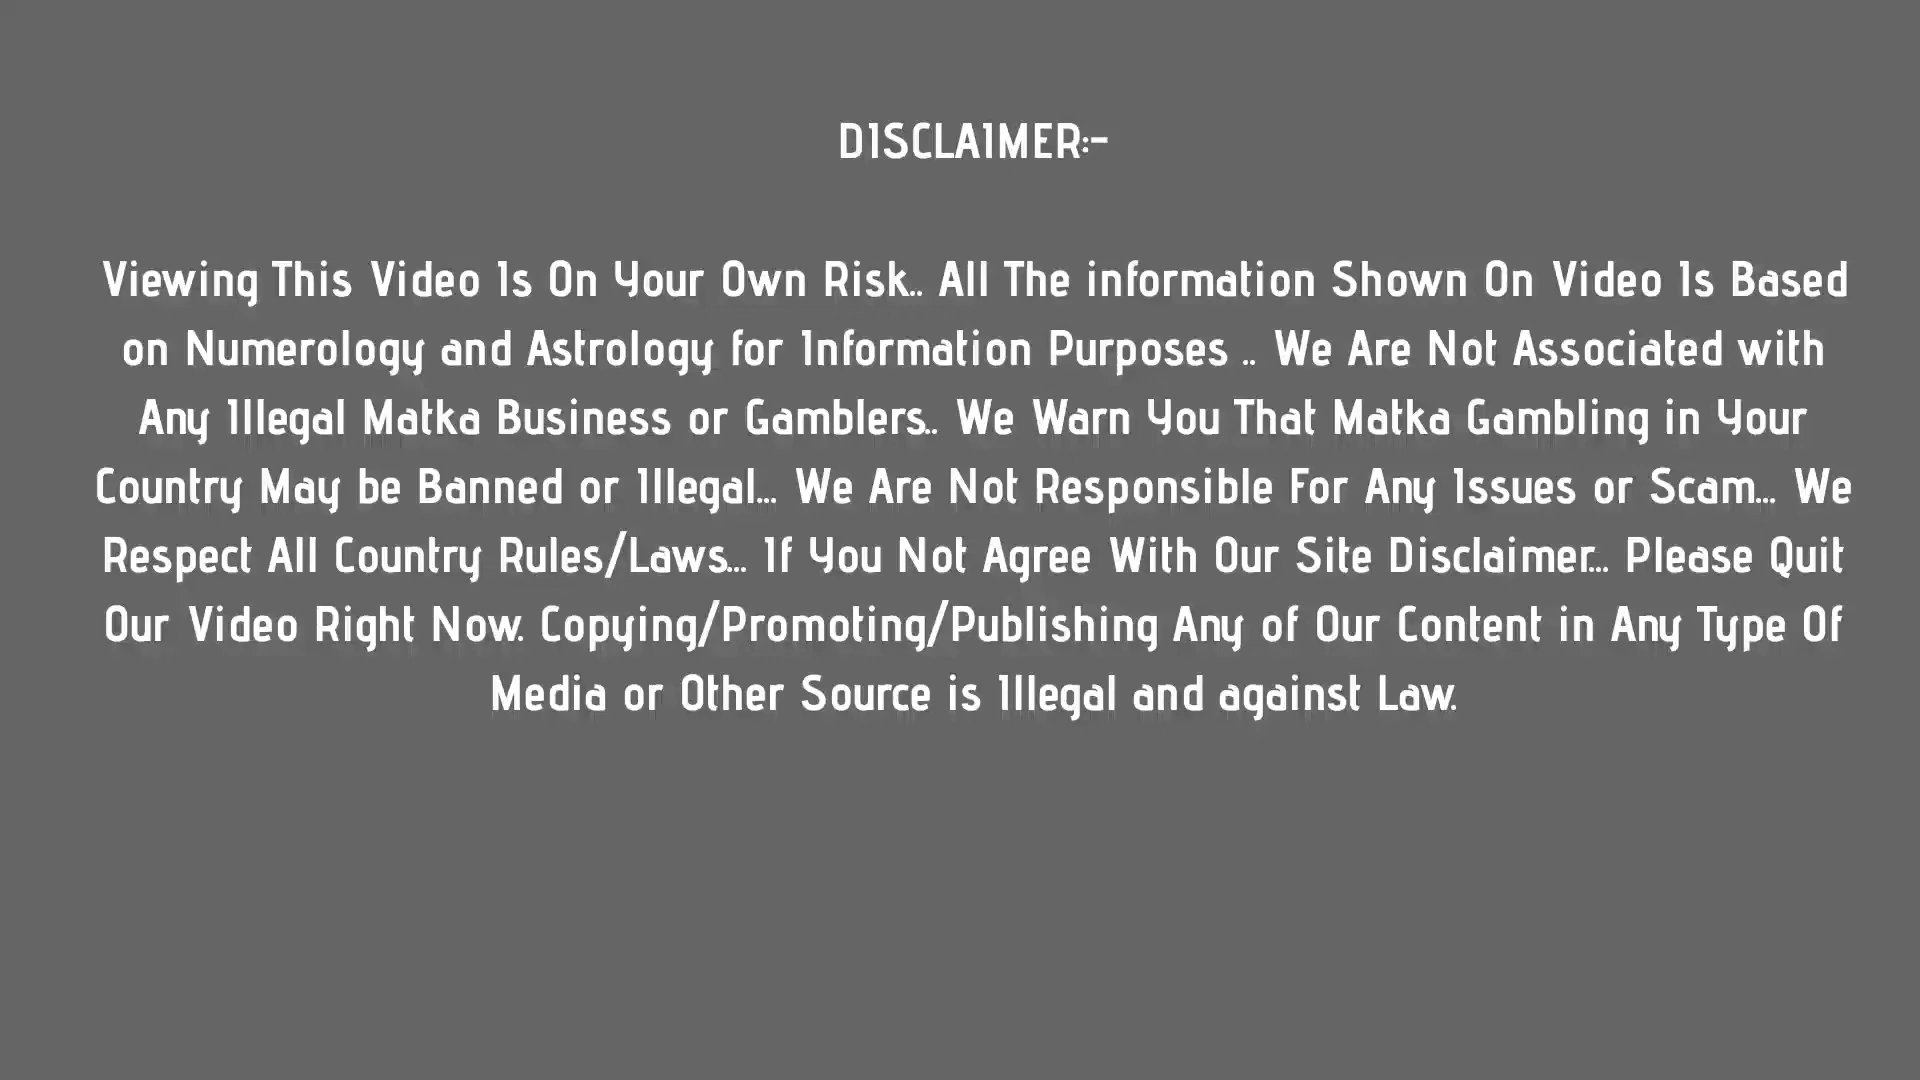 DISCLAIMER:-
Viewing This Video Is On Your Own Risk.. All The information Shown On Video Is Based
on Numerology and Astrology for Information Purposes .. We Are Not Associated with
Any Illegal Matka Business or Gamblers.. We Warn You That Matka Gambling in Your
Country May be Banned or Illegal... We Are Not Responsible For Any Issues or Scam... We
Respect All Country Rules/Laws... If You Not Agree With Our Site Disclaimer... Please Quit
Our Video Right Now. Copying/Promoting/Publishing Any of Our Content in Any Type Of
Media or Other Source is Illegal and against Law.